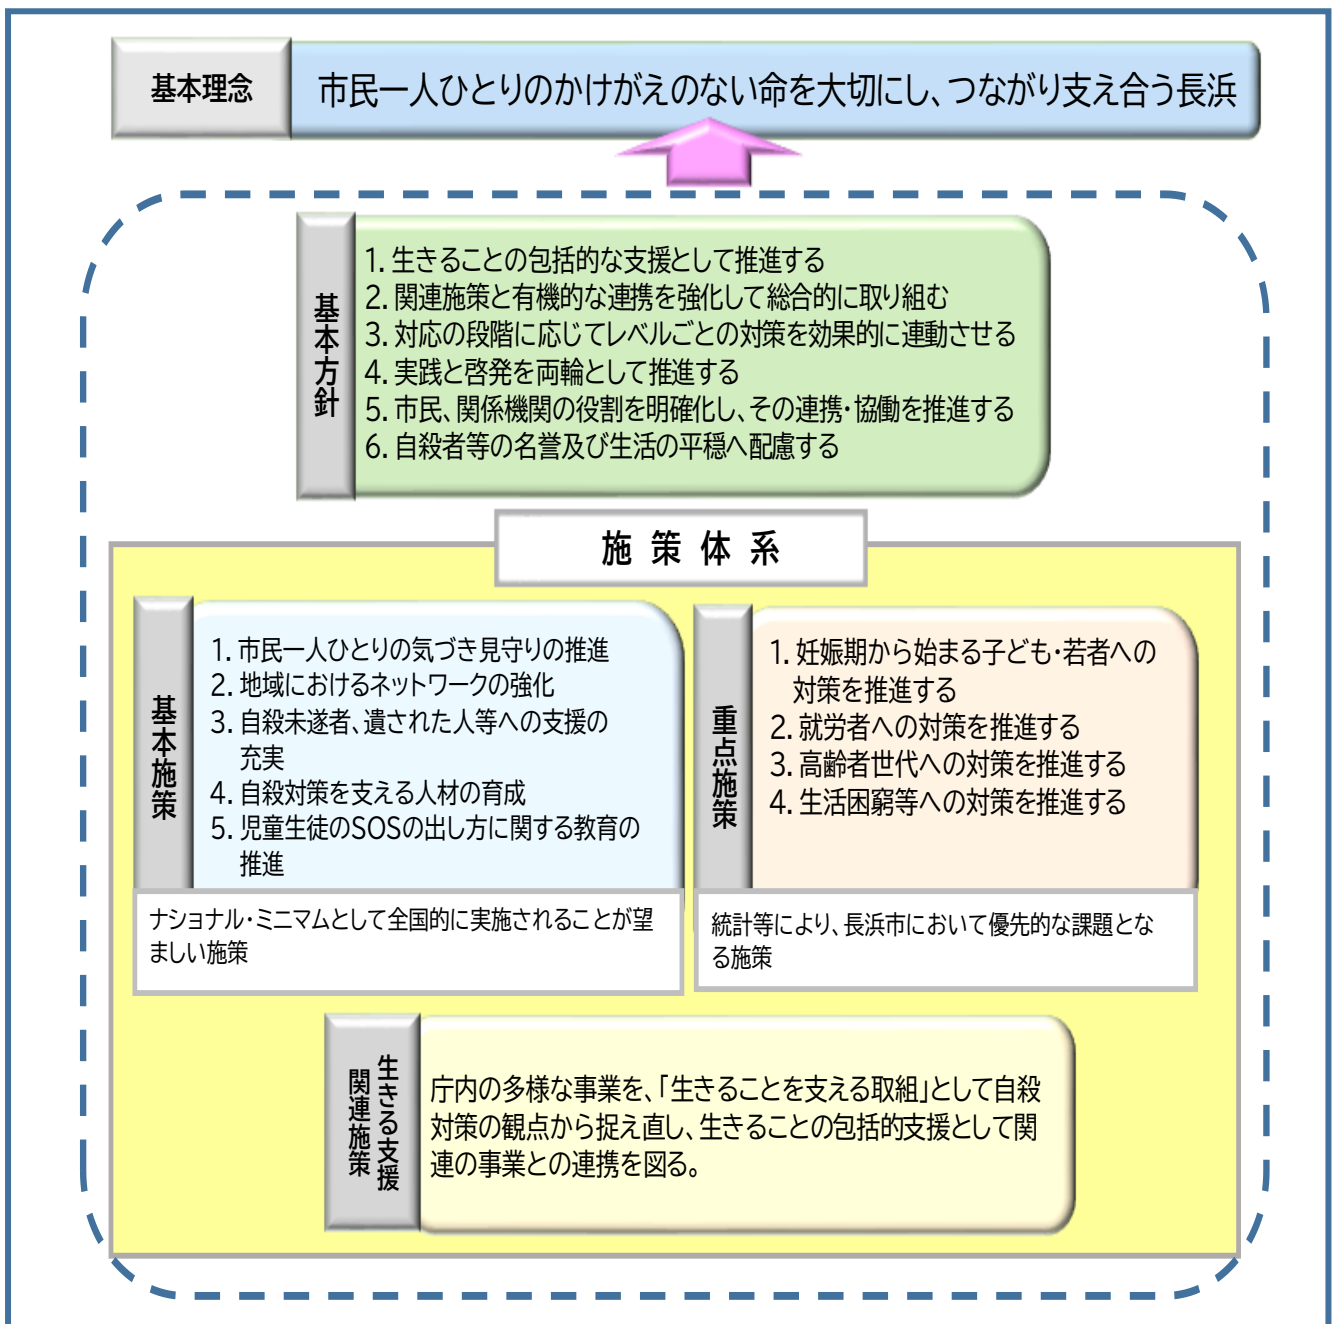 基本理念
市民一人ひとりのかけがえのない命を大切にし、つながり支え合う長浜
基本方針
1. 生きることの包括的な支援として推進する
2. 関連施策と有機的な連携を強化して総合的に取り組む
3. 対応の段階に応じてレベルごとの対策を効果的に連動させる
4. 実践と啓発を両輪として推進する
5. 市民、関係機関の役割を明確化し、その連携・協働を推進する
6. 自殺者等の名誉及び生活の平穏へ配慮する
施策体系
基本施策
1. 市民一人ひとりの気づき見守りの推進
2. 地域におけるネットワークの強化
3. 自殺未遂者、遺された人等への支援の
充実
4. 自殺対策を支える人材の育成
5. 児童生徒のSOSの出し方に関する教育の
推進
ナショナル・ミニマムとして全国的に実施されることが望
ましい施策
重点施策
1. 妊娠期から始まる子ども・若者への
対策を推進する
2. 就労者への対策を推進する
3. 高齢者世代への対策を推進する
4. 生活困窮等への対策を推進する
統計等により、長浜市において優先的な課題とな
る施策
生きる支援
関連施策
庁内の多様な事業を、「生きることを支える取組」として自殺
対策の観点から捉え直し、生きることの包括的支援として関
連の事業との連携を図る。